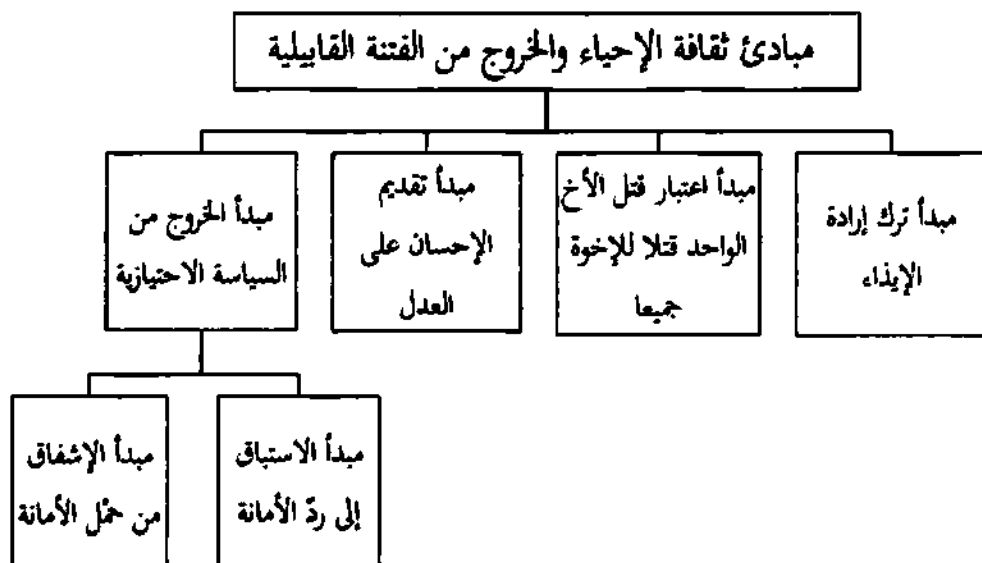 مبادئ ثقافة الإحياء والخروج من الفتنة القابيلية
مبدأ ترك إرادة
الإيذاء
مبدأ اعتبار قتل الأخ
الواحد قتلا للإخوة
جميعا
مبدأ تقديم
الإحسان على
العدل
مبدأ الخروج من
السياسة الاحتيازية
مبدأ الاستباق
إلى ردّ الأمانة
مبدأ الإشفاق
من حمْل الأمانة